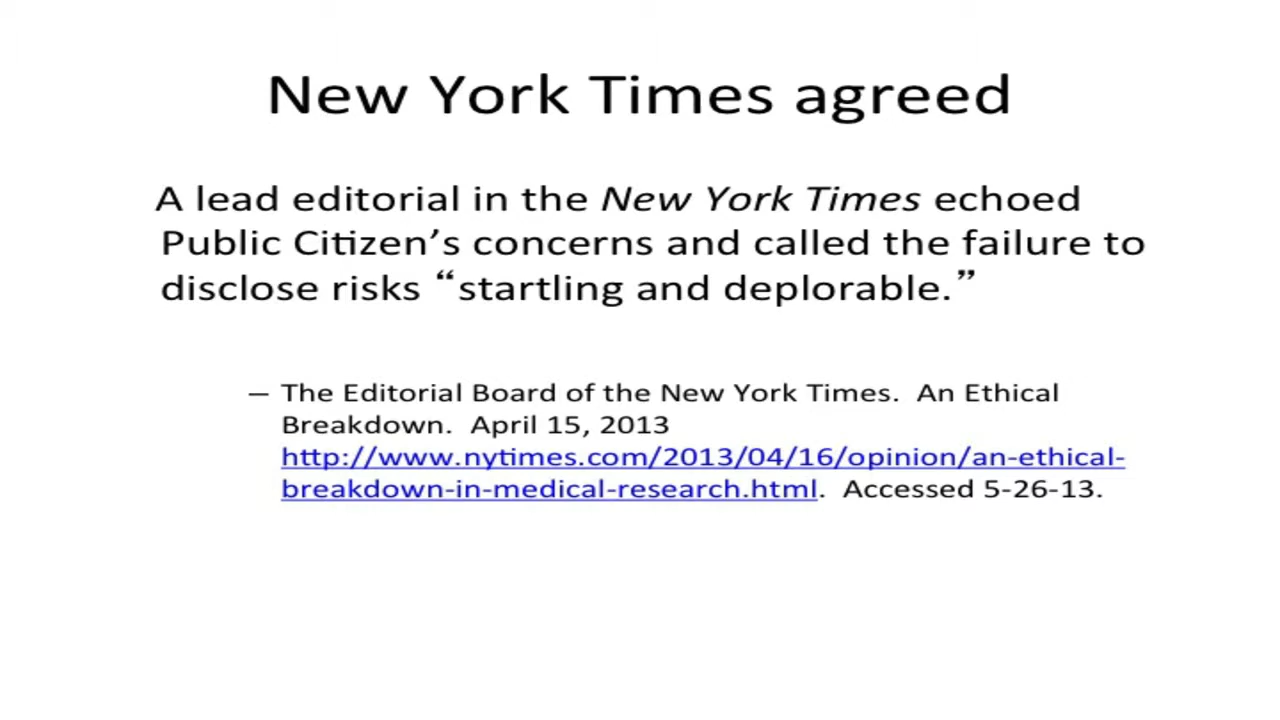 New York Times agreed
A lead editorial in the New York Times echoed
Public Citizen’s concerns and called the failure to
disclose risks “startling and deplorable.”
– The Editorial Board of the New York Times.  An Ethical
Breakdown.  April 15, 2013
http://www.nytimes.com/2013/04/16/opinion/an-ethical-
breakdown-in-medical-research.html.  Accessed 5-26-13.